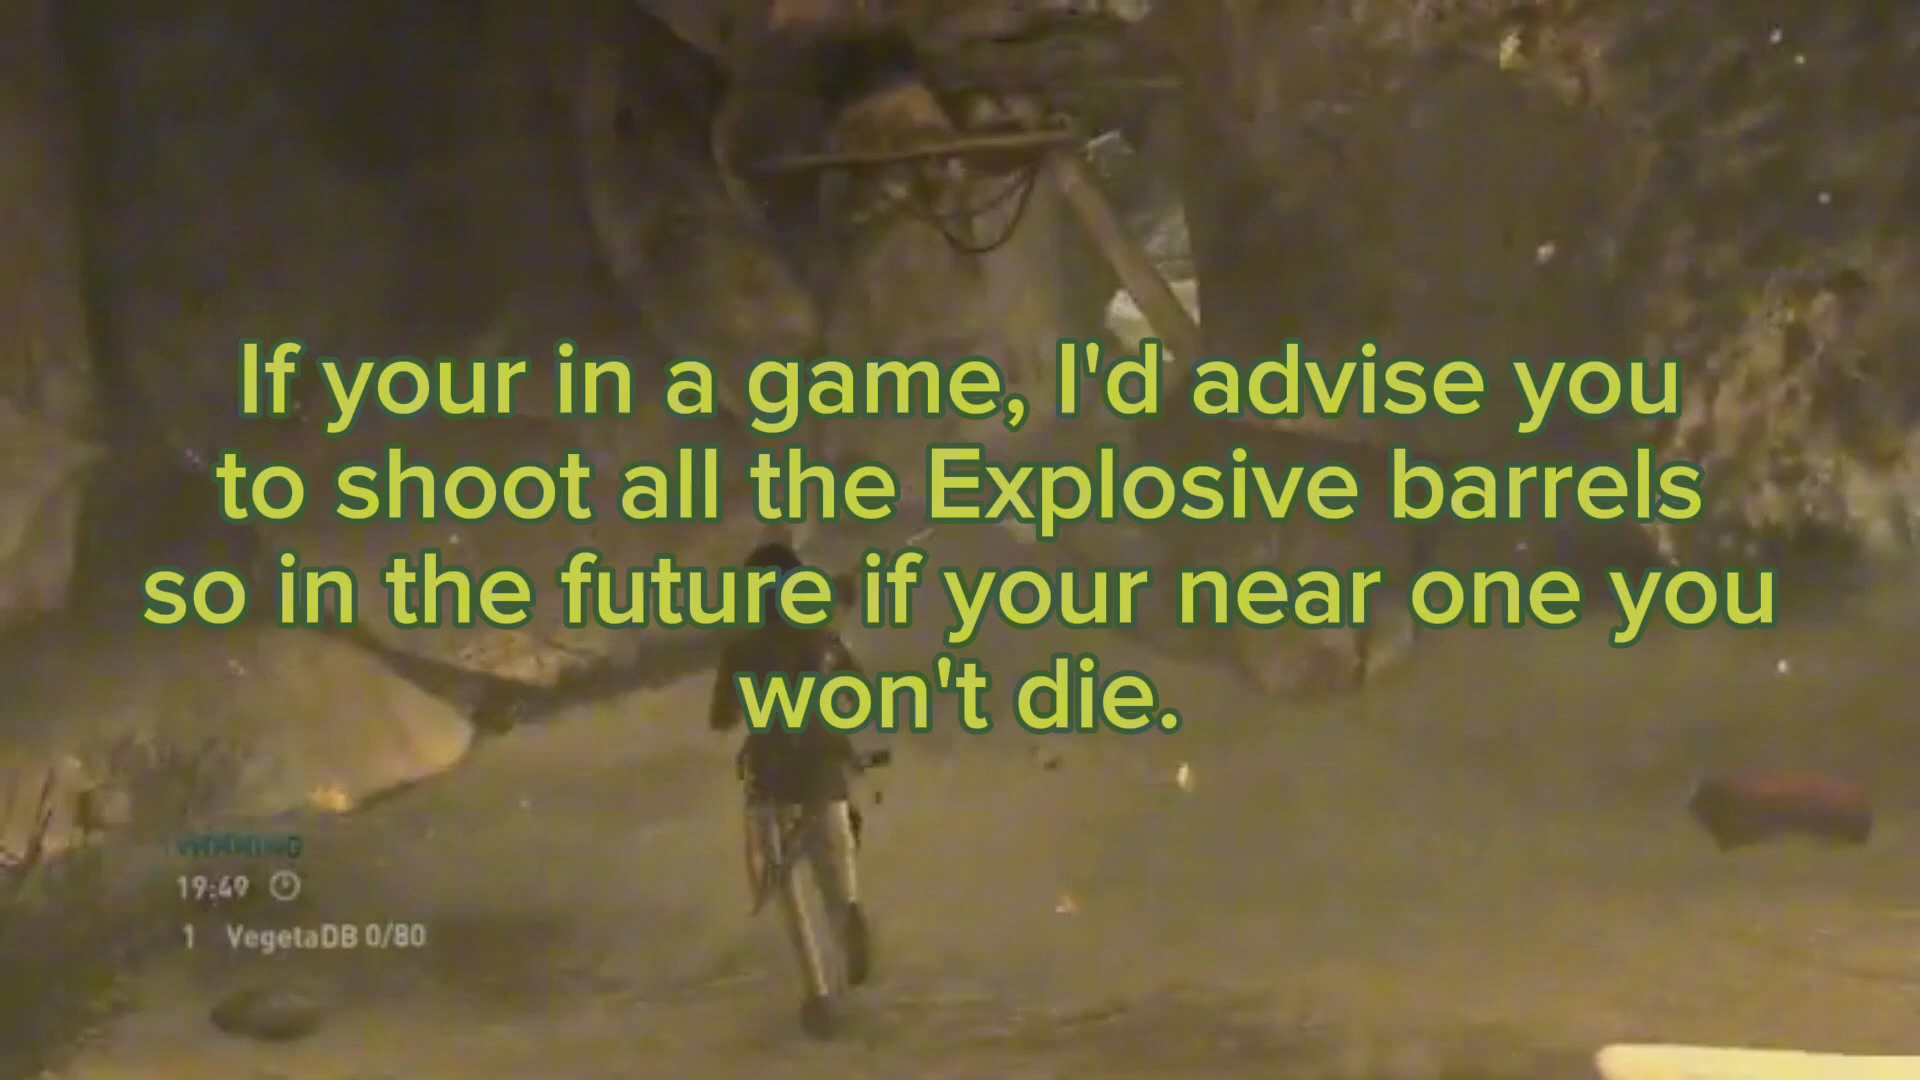 If your in a game, I'd advise you
to shoot all the Explosive barrels
so in the future if your near one you
won't die.
WINNING
19:49
1 VegetaDB 0/80